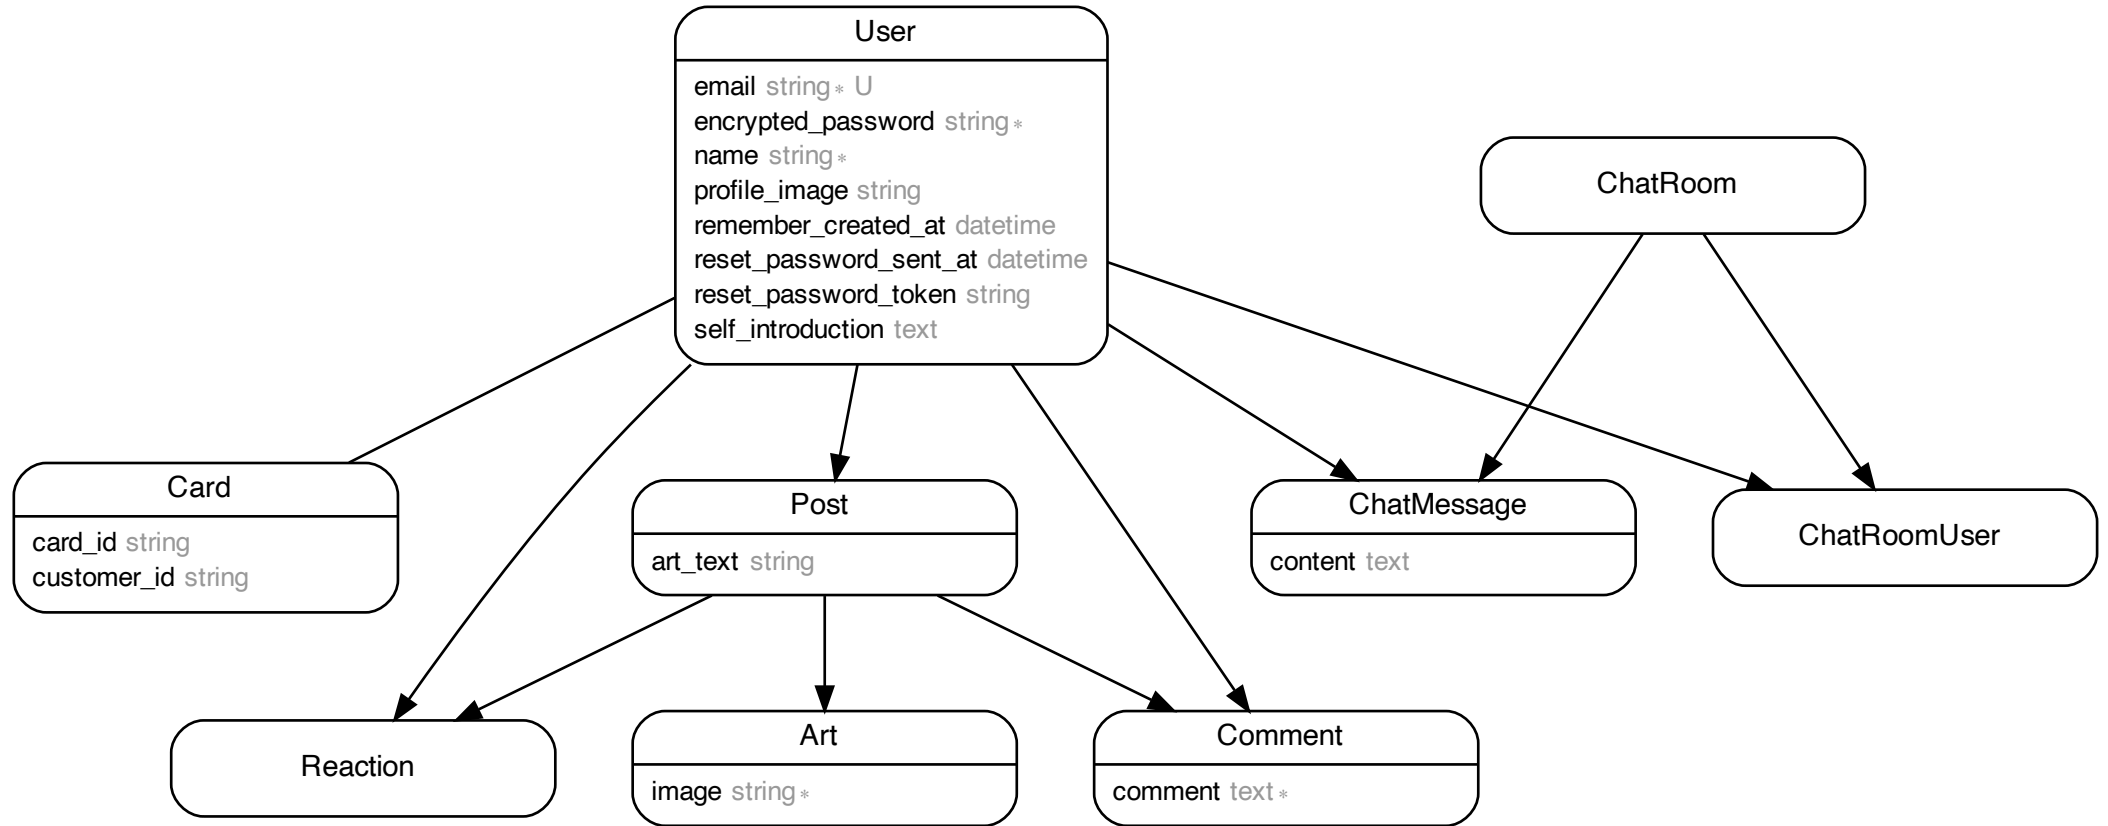 User
email string* U
encrypted_password string*
name string*
profile_image string
remember_created_at datetime
reset_password_sent_at datetime
reset_password_token string
self_introduction text
ChatRoom
Card
card_id string
customer_id string
Post
art_text string
ChatMessage
content text
ChatRoomUser
Reaction
Art
image string*
Comment
comment text*